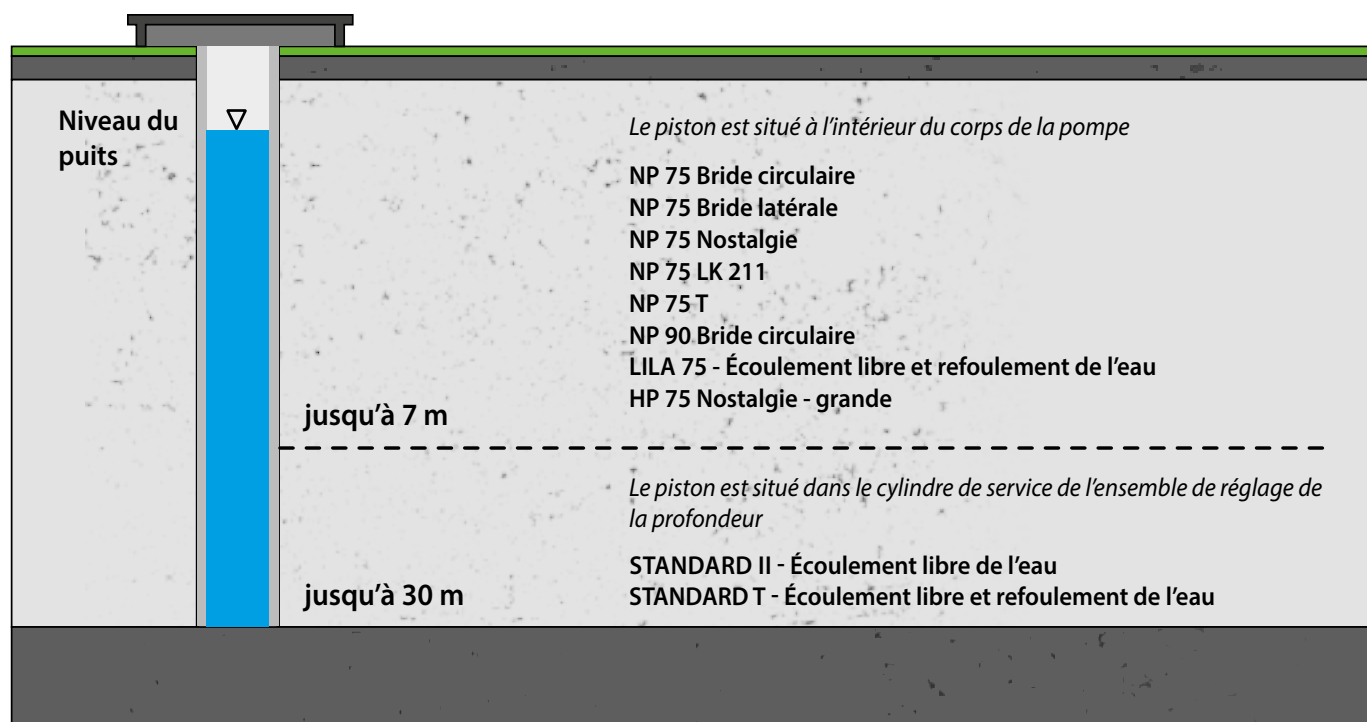 Niveau du
puits
Le piston est situé à l'intérieur du corps de la pompe
NP 75 Bride circulaire
NP 75 Bride latérale
NP 75 Nostalgie
NP 75 LK 211
NP 75 T
NP 90 Bride circulaire
LILA 75 - Écoulement libre et refoulement de l'eau
HP 75 Nostalgie - grande
jusqu'à 7 m
Le piston est situé dans le cylindre de service de l'ensemble de réglage de
la profondeur
STANDARD II - Écoulement libre de l'eau
STANDARD T - Écoulement libre et refoulement de l'eau
jusqu'à 30 m